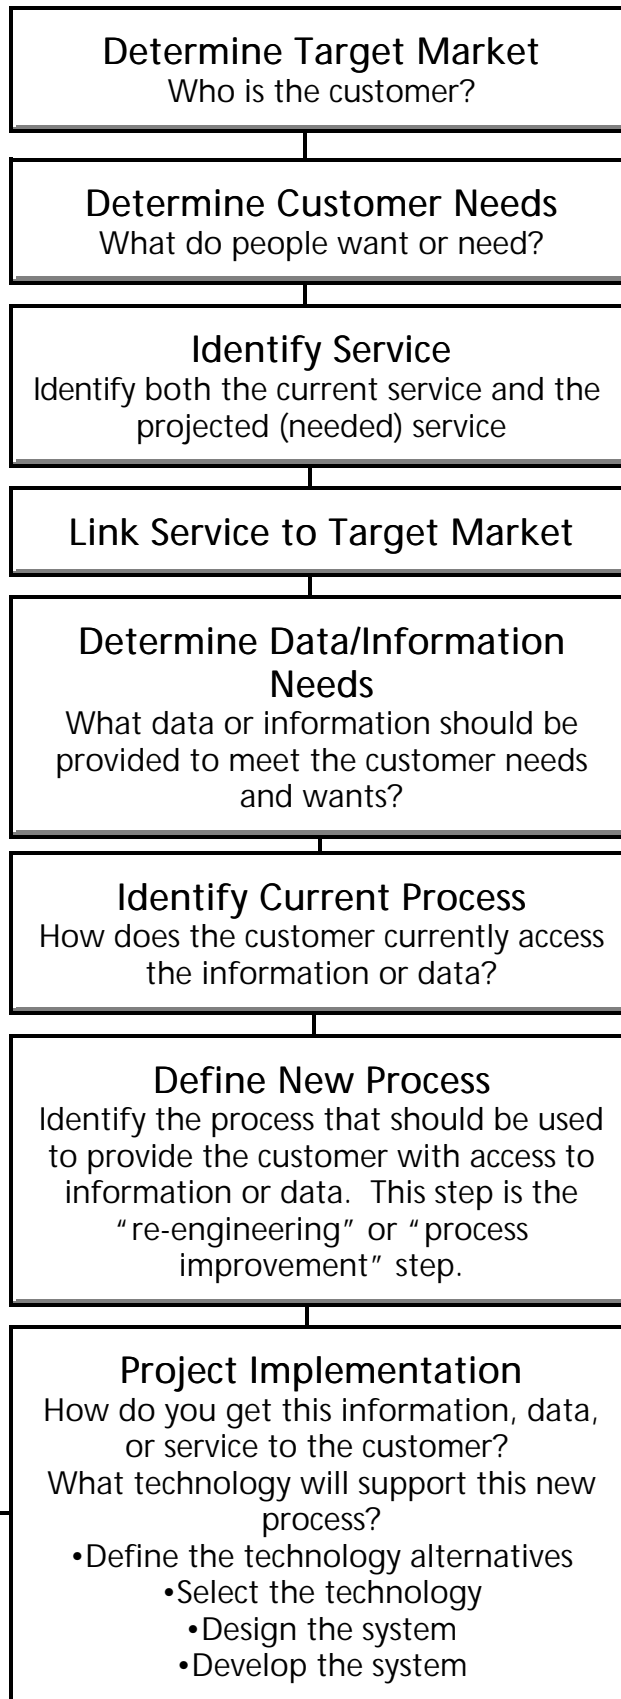 Determine Target Market
Who is the customer?
Determine Customer Needs
What do people want or need?
Identify Service
Identify both the current service and the
projected (needed) service
Link Service to Target Market
Determine Data/Information
Needs
What data or information should be
provided to meet the customer needs
and wants?
Identify Current Process
How does the customer currently access
the information or data?
Define New Process
Identify the process that should be used
to provide the customer with access to
information or data.  This step is the
“re-engineering” or “process
improvement” step.
Project Implementation
How do you get this information, data,
or service to the customer?
What technology will support this new
process?
•Define the technology alternatives
•Select the technology
•Design the system
•Develop the system